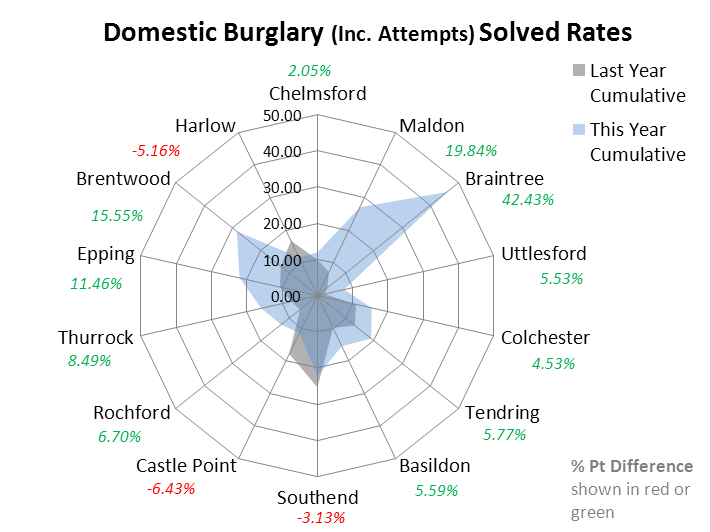 Domestic Burglary (Inc. Attempts) Solved Rates
2.05%
Chelmsford
Last Year
Cumulative
This Year
Cumulative
50.00
40.00
30.00
20.00
10.00
0.00
Maldon
19.84%
Braintree
42.43%
Uttlesford
5.53%
Colchester
4.53%
Tendring
5.77%
Basildon
5.59%
Southend
-3.13%
Castle Point
-6.43%
Rochford
6.70%
Thurrock
8.49%
Epping
11.46%
Brentwood
15.55%
Harlow
-5.16%
% Pt Difference
shown in red or
green